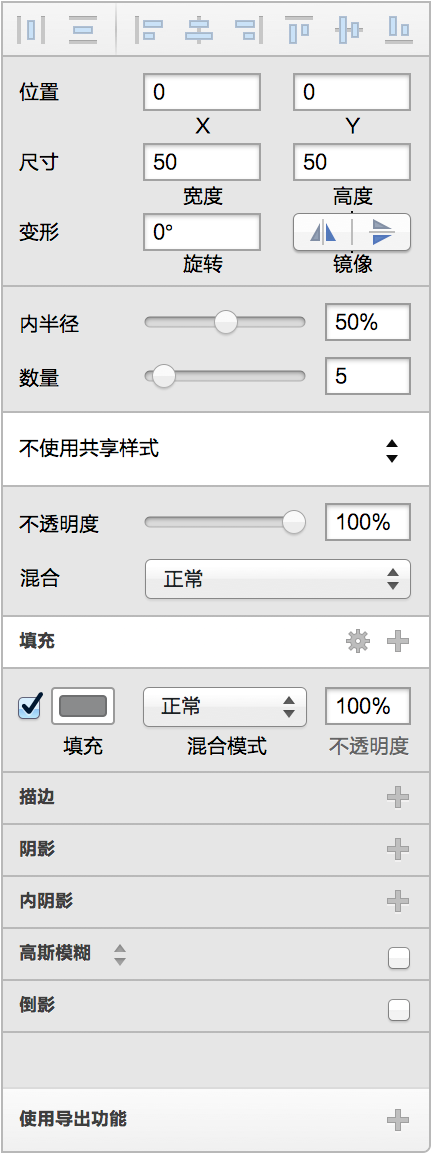 位置 0 0
X Y
尺寸 50 50
宽度 高度
变形 0°
旋转 镜像
内半径 50%
数量 5
不使用共享样式
不透明度 100%
混合 正常
填充
正常 100%
填充 混合模式 不透明度
描边
阴影
内阴影
高斯模糊
倒影
使用导出功能